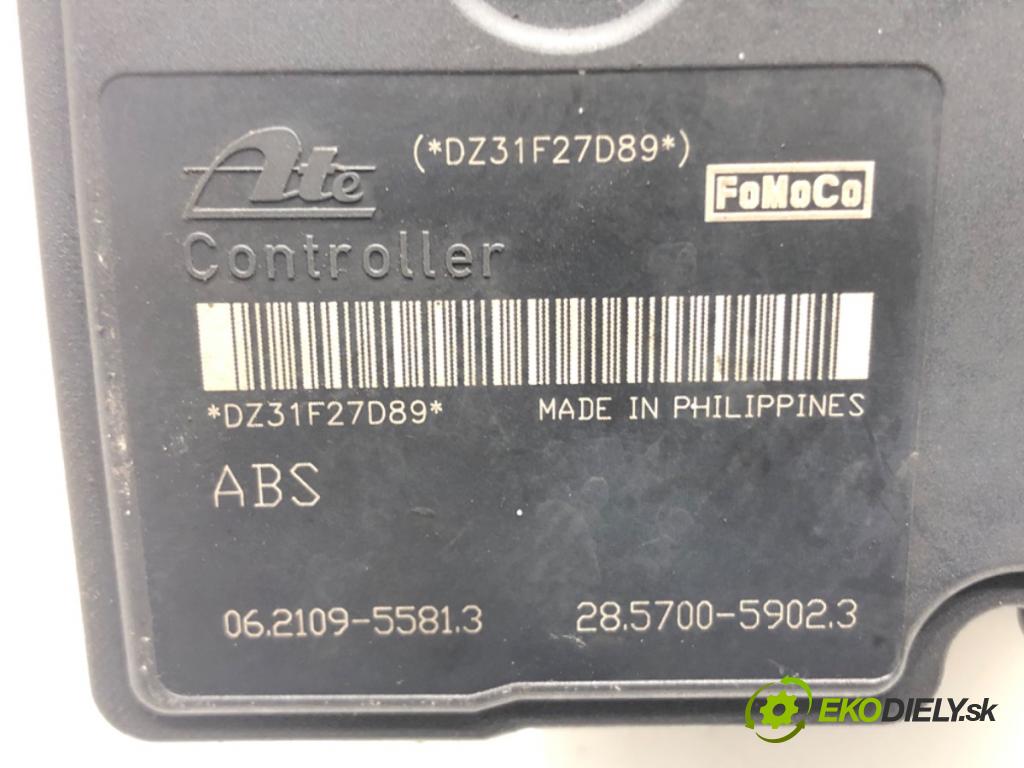 (*DZ31F27D89*)
Ate
FoMoCo
Controller
*DZ31F27D89* MADE IN PHILIPPINES
ABS
06.2109-5581.3 28.5700-5902.3
EKODIELY.sk